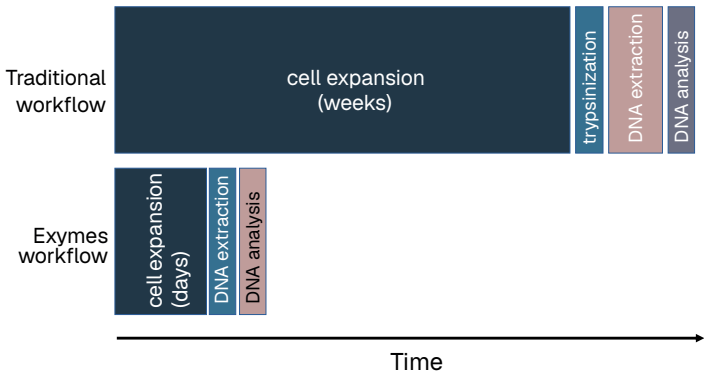 Traditional
workflow
cell expansion
(weeks)
trypsinization
DNA extraction
DNA analysis
Exymes
workflow
cell expansion
(days)
DNA extraction
DNA analysis
Time